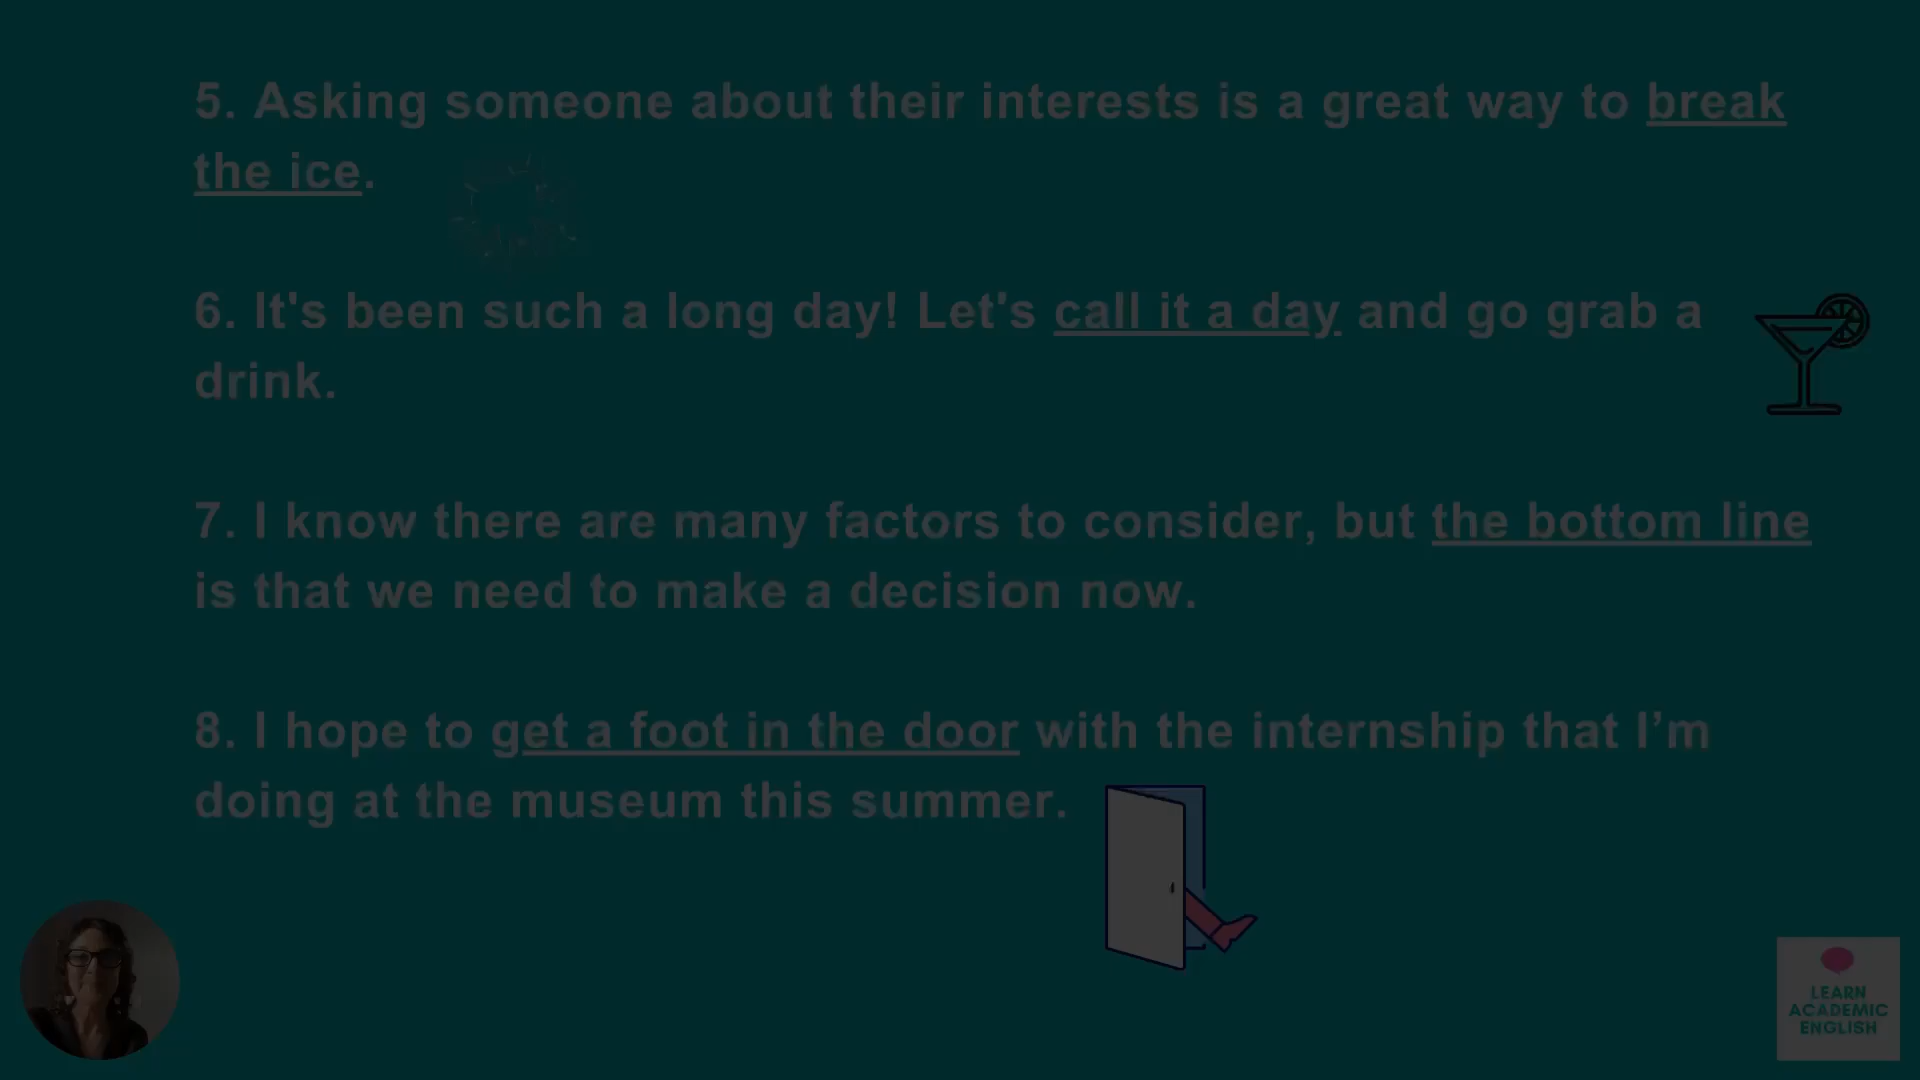 5. Asking someone about their interests is a great way to break
the ice.
6. It's been such a long day! Let's call it a day and go grab a
drink.
7. I know there are many factors to consider, but the bottom line
is that we need to make a decision now.
8. I hope to get a foot in the door with the internship that I’m
doing at the museum this summer.
LEARN
ACADEMIC
ENGLISH